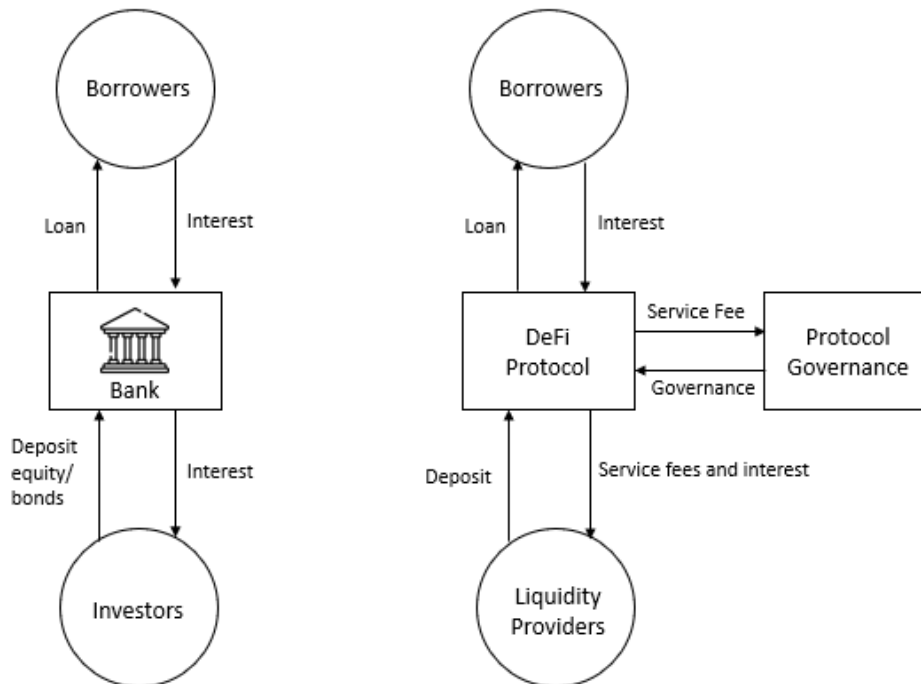 Borrowers
Loan
Interest
Bank
Deposit
equity/
bonds
Interest
Investors
Borrowers
Loan
Interest
DeFi
Protocol
Service Fee
Governance
Protocol
Governance
Deposit
Service fees and interest
Liquidity
Providers